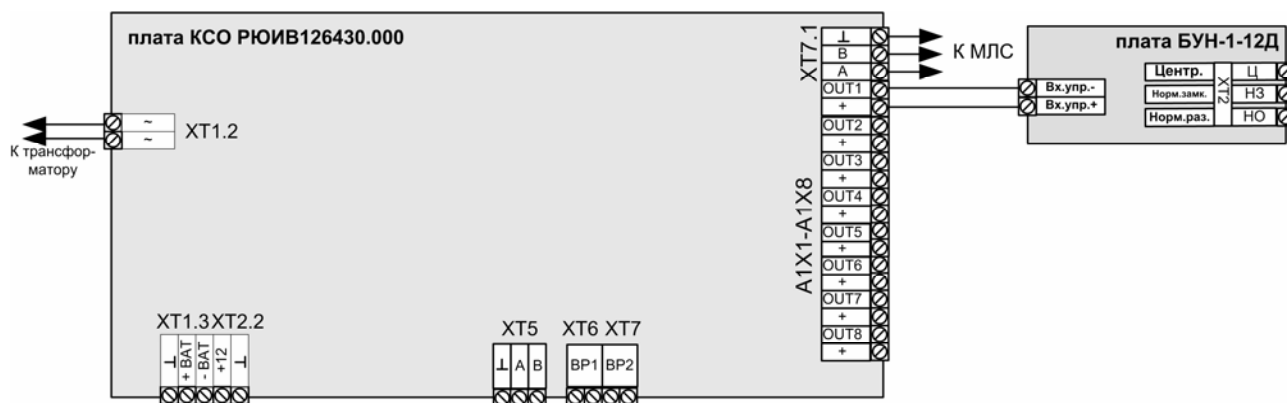 плата КСО РЮИВ126430.000
XT7.1
⊥
B
A
К МЛС
OUT1
+
OUT2
+
OUT3
+
OUT4
+
OUT5
+
OUT6
+
OUT7
+
OUT8
+
A1X1-A1X8
плата БУН-1-12Д
Вх.упр.-
Вх.упр.+
Центр.
Норм.замк.
Норм.раз.
XT2
Ц
НЗ
НО
~
~
XT1.2
К трансфор-
матору
XT1.3 XT2.2
⊥
+ BAT
- BAT
+12
⊥
XT5
⊥ A B
XT6 XT7
BP1 BP2